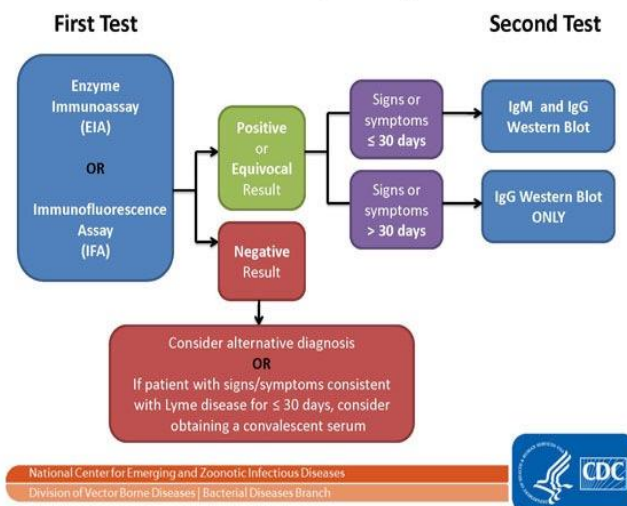 First Test
Second Test
Enzyme
Immunoassay
(EIA)
OR
Immunofluorescence
Assay
(IFA)
Positive
or
Equivocal
Result
Negative
Result
Signs or
symptoms
≤ 30 days
Signs or
symptoms
> 30 days
IgM and IgG
Western Blot
IgG Western Blot
ONLY
Consider alternative diagnosis
OR
If patient with signs/symptoms consistent
with Lyme disease for ≤ 30 days, consider
obtaining a convalescent serum
National Center for Emerging and Zoonotic Infectious Diseases
Division of Vector Borne Diseases | Bacterial Diseases Branch
CDC